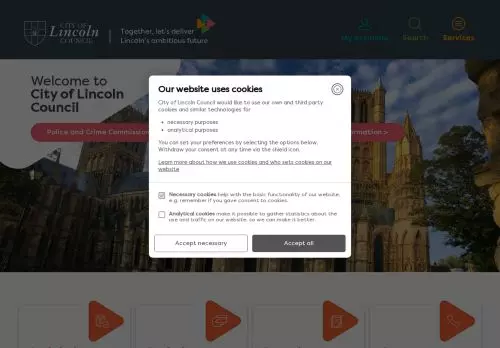 CITY OF
Lincoln
COUNCIL
Together, let's deliver
Lincoln's ambitious future
My Account
Search
Services
Welcome to
City of Lincoln
Council
Police and Crime Commission
rmation >
Our website uses cookies
City of Lincoln Council would like to use our own and third party
cookies and similar technologies for
necessary purposes
analytical purposes
You can set your preferences by selecting the options below.
Withdraw your consent at any time via the shield icon.
Learn more about how we use cookies and who sets cookies on our
website
Necessary cookies help with the basic functionality of our website,
e.g. remember if you gave consent to cookies.
Analytical cookies make it possible to gather statistics about the
use and traffic on our website, so we can make it better.
Accept necessary
Accept all